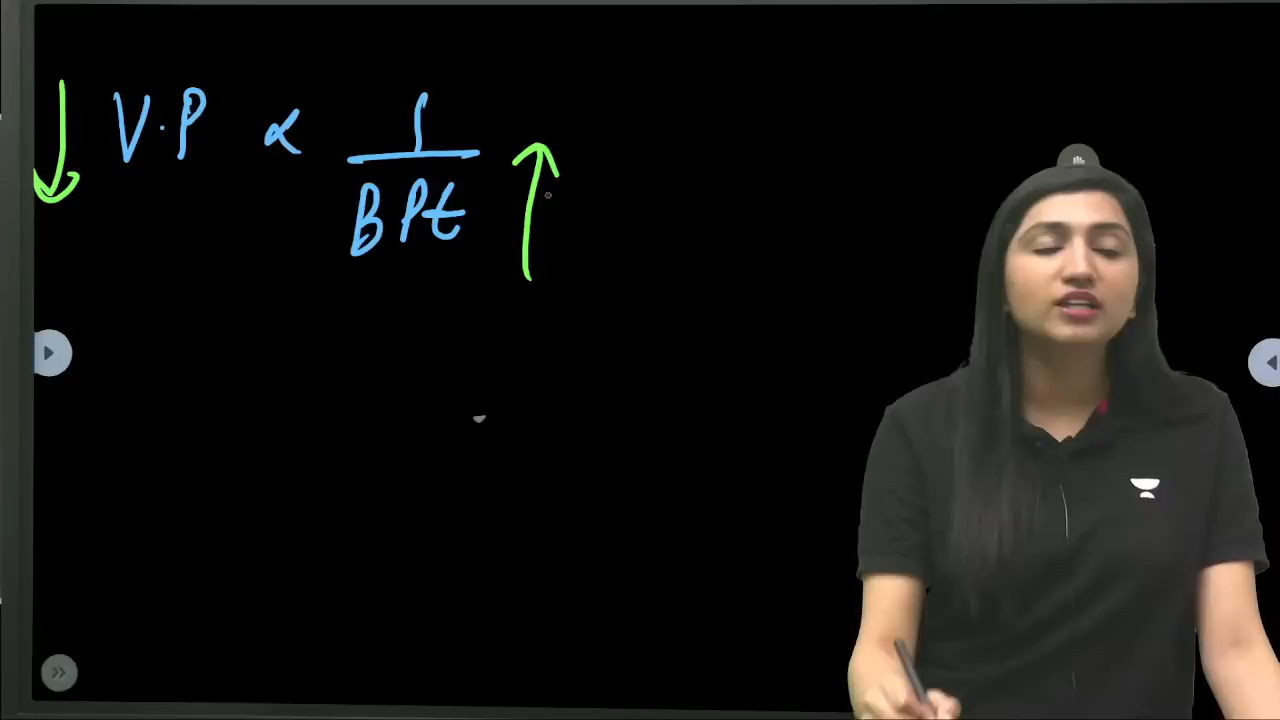 ↓ V.P ∝ 1/BPt ↑